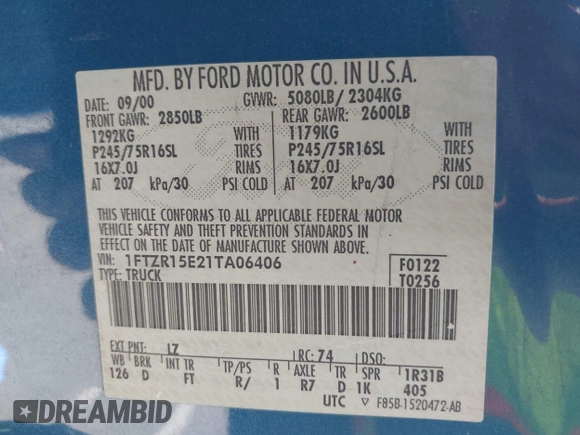 MFD. BY FORD MOTOR CO. IN U.S.A.
DATE: 09/00 GVWR: 5080LB/ 2304KG
FRONT GAWR: 2850LB REAR GAWR: 2600LB
1292KG WITH 1179KG WITH
P245/75R16SL TIRES P245/75R16SL TIRES
16X7.0J RIMS 16X7.0J RIMS
AT 207 kPa/30 PSI COLD AT 207 kPa/30 PSI COLD
THIS VEHICLE CONFORMS TO ALL APPLICABLE FEDERAL MOTOR
VEHICLE SAFETY AND THEFT PREVENTION STANDARDS IN
EFFECT ON THE DATE OF MANUFACTURE SHOWN ABOVE.
VIN: 1FTZR15E21TA06406 F0122
TYPE: TRUCK T0256
EXT PNT: LZ RC: 74 DSO:
WB BRK INT TR TP/PS R AXLE TR SPR 1R31B
126 D FT R/ 1 R7 D 1K 405
UTC ▽ F85B-1520472-AB
DREAMBID